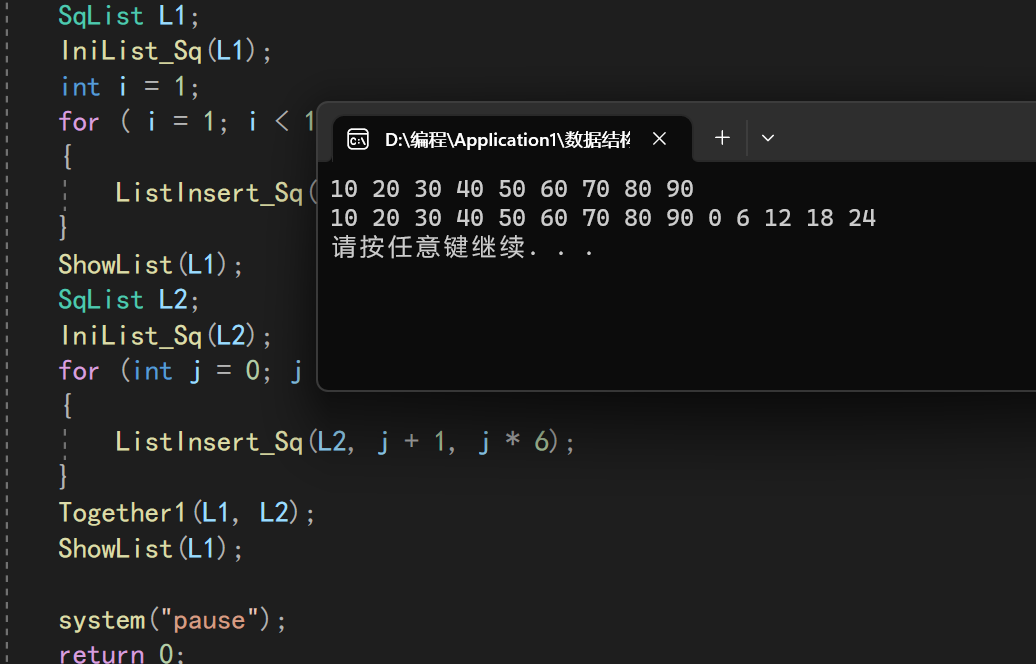 SqList L1;
IniList_Sq(L1);
int i = 1;
for ( i = 1; i < 1
{
ListInsert_Sq(
}
ShowList(L1);
SqList L2;
IniList_Sq(L2);
for (int j = 0; j
{
ListInsert_Sq(L2, j + 1, j * 6);
}
Together1(L1, L2);
ShowList(L1);
system("pause");
return 0;
D:\编程\Application1\数据结构
10 20 30 40 50 60 70 80 90
10 20 30 40 50 60 70 80 90 0 6 12 18 24
请按任意键继续. . .